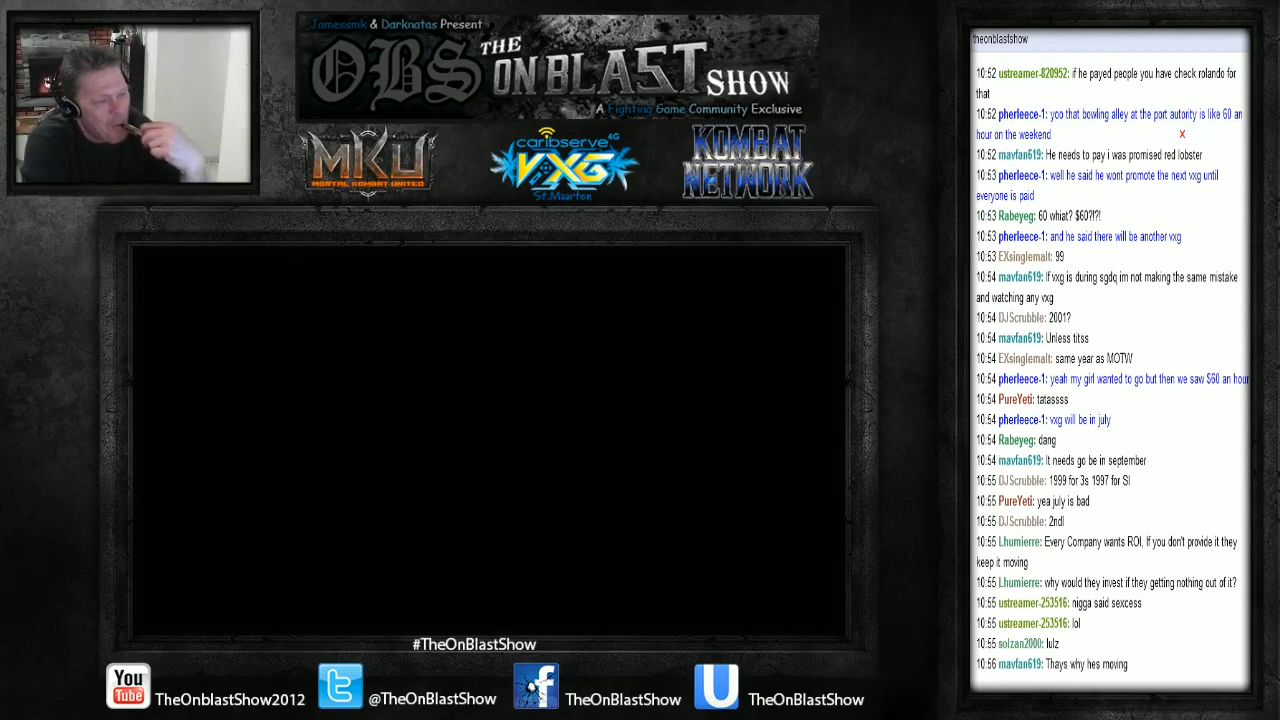 Jamessmk & Darknatas Present
OBS THE ON BLAST SHOW
A Fighting Game Community Exclusive
MKU
MORTAL KOMBAT UNITED
caribserve 4G
VXG
St.Maarten
KOMBAT
NETWORK
#TheOnBlastShow
You Tube TheOnblastShow2012
@TheOnBlastShow
TheOnBlastShow
TheOnBlastShow
theonblastshow
10:52 ustreamer-820952: if he payed people you have check rolando for
that
10:52 pherleece-1: yoo that bowling alley at the port autority is like 60 an
hour on the weekend
10:52 mavfan619: He needs to pay i was promised red lobster
10:53 pherleece-1: well he said he wont promote the next vxg until
everyone is paid
10:53 Rabeyeg: 60 whiat? $60?!?!
10:53 pherleece-1: and he said there will be another vxg
10:53 EXsinglemalt: 99
10:54 mavfan619: If vxg is during sgdq im not making the same mistake
and watching any vxg
10:54 DJScrubble: 2001?
10:54 mavfan619: Unless titss
10:54 EXsinglemalt: same year as MOTW
10:54 pherleece-1: yeah my girl wanted to go but then we saw $60 an hour
10:54 PureYeti: tatassss
10:54 pherleece-1: vxg will be in july
10:54 Rabeyeg: dang
10:54 mavfan619: It needs go be in september
10:55 DJScrubble: 1999 for 3s 1997 for SI
10:55 PureYeti: yea july is bad
10:55 DJScrubble: 2ndI
10:55 Lhumierre: Every Company wants ROI, If you don't provide it they
keep it moving
10:55 Lhumierre: why would they invest if they getting nothing out of it?
10:55 ustreamer-253516: nigga said sexcess
10:55 ustreamer-253516: lol
10:55 solzan2000: lulz
10:56 mavfan619: Thays why hes moving